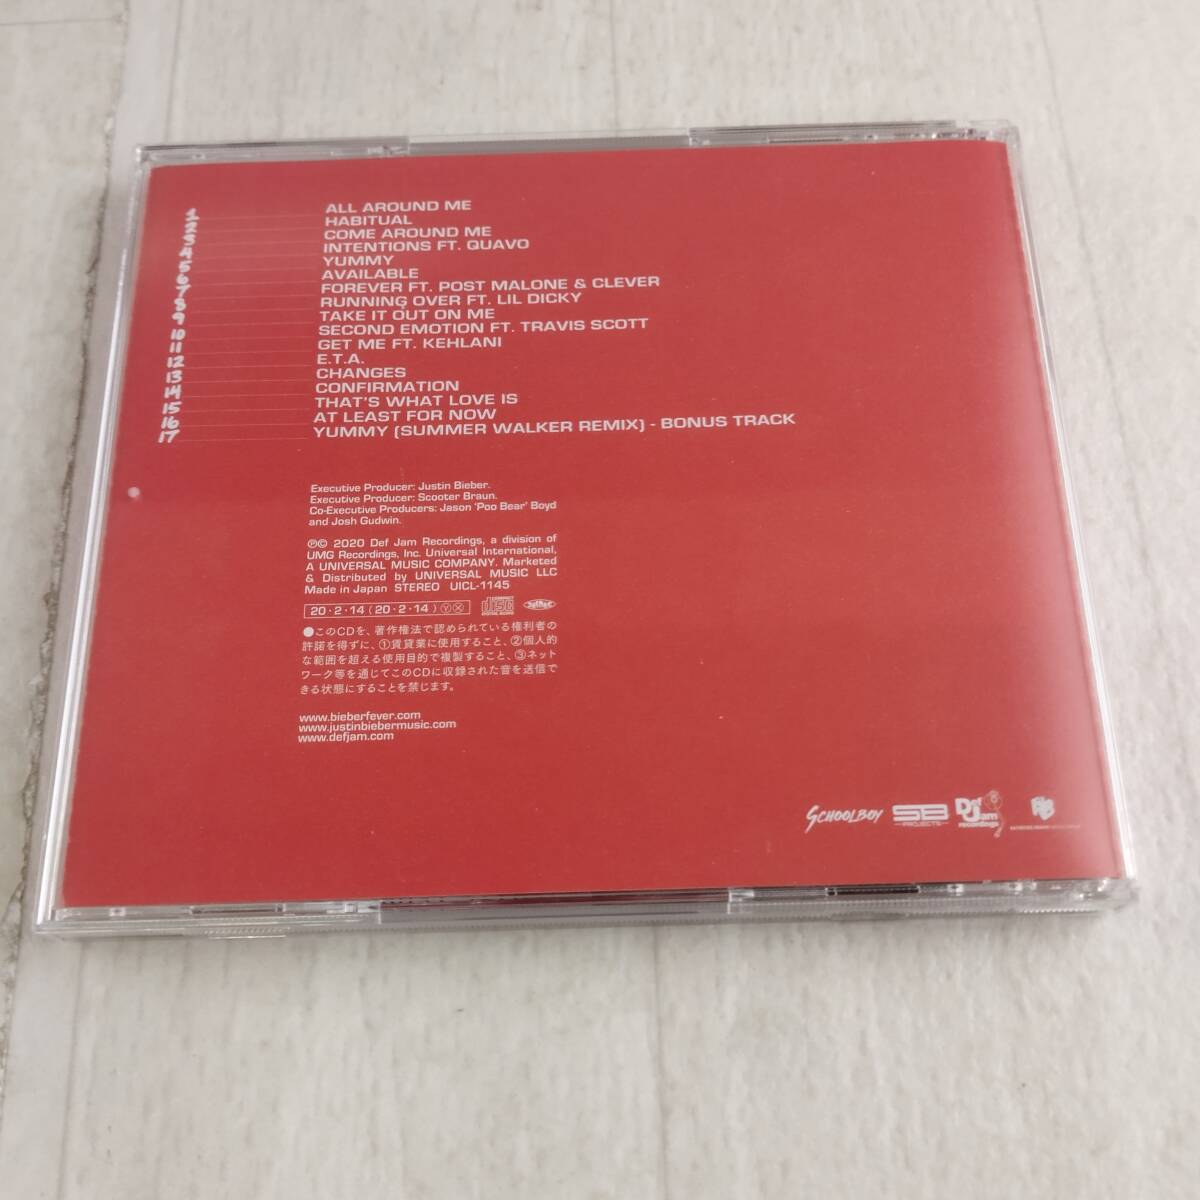 1 ALL AROUND ME
2 HABITUAL
3 COME AROUND ME
4 INTENTIONS FT. QUAVO
5 YUMMY
6 AVAILABLE
7 FOREVER FT. POST MALONE & CLEVER
8 RUNNING OVER FT. LIL DICKY
9 TAKE IT OUT ON ME
10 SECOND EMOTION FT. TRAVIS SCOTT
11 GET ME FT. KEHLANI
12 E.T.A.
13 CHANGES
14 CONFIRMATION
15 THAT'S WHAT LOVE IS
16 AT LEAST FOR NOW
17 YUMMY (SUMMER WALKER REMIX) - BONUS TRACK
Executive Producer: Justin Bieber.
Executive Producer: Scooter Braun.
Co-Executive Producers: Jason 'Poo Bear' Boyd
and Josh Gudwin.
℗© 2020 Def Jam Recordings, a division of
UMG Recordings, Inc. Universal International,
A UNIVERSAL MUSIC COMPANY. Marketed
& Distributed by UNIVERSAL MUSIC LLC
Made in Japan STEREO UICL-1145
20・2・14 (20・2・14) Ⓨ Ⓧ COMPACT disc DIGITAL AUDIO
●このCDを、著作権法で認められている権利者の
許諾を得ずに、①賃貸業に使用すること、②個人的
な範囲を超える使用目的で複製すること、③ネット
ワーク等を通じてこのCDに収録された音を送信で
きる状態にすることを禁じます。
www.bieberfever.com
www.justinbiebermusic.com
www.defjam.com
SCHOOLBOY SB PROJECTS Def Jam recordings RB